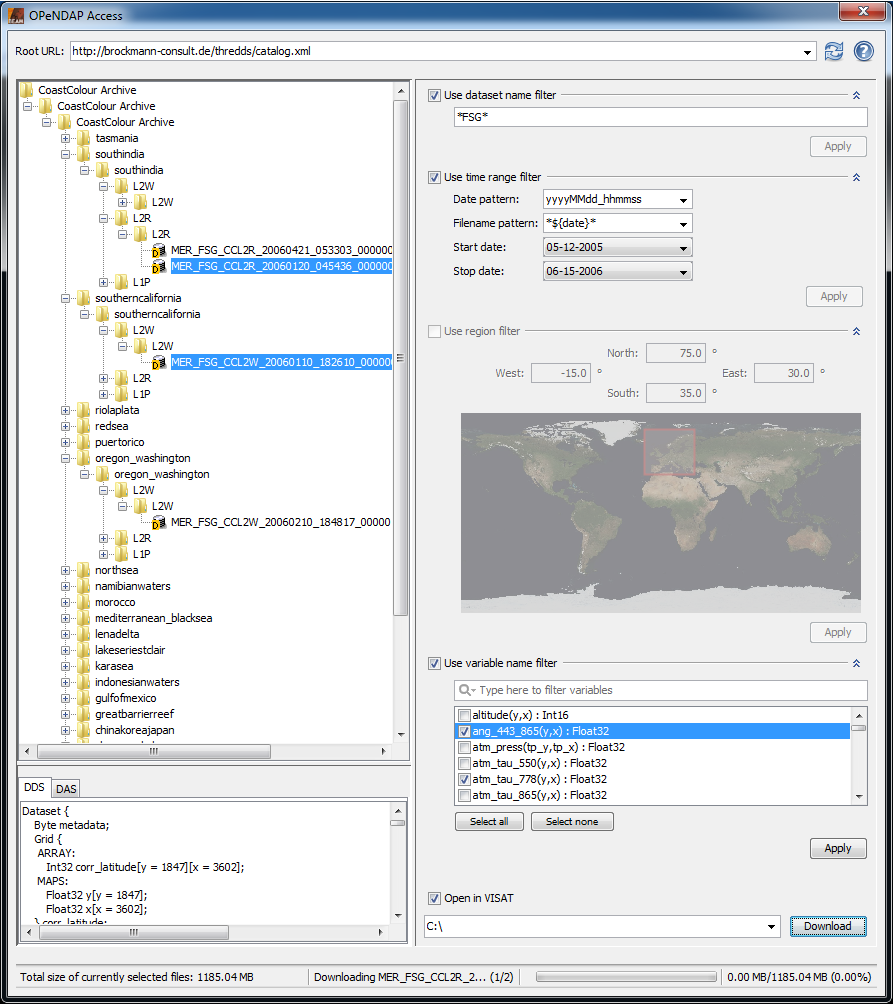 OPeNDAP Access
Root URL: http://brockmann-consult.de/thredds/catalog.xml
CoastColour Archive
CoastColour Archive
CoastColour Archive
tasmania
southindia
southindia
L2W
L2W
L2R
L2R
MER_FSG_CCL2R_20060421_053303_000000
MER_FSG_CCL2R_20060120_045436_000000
L1P
southerncalifornia
southerncalifornia
L2W
L2W
MER_FSG_CCL2W_20060110_182610_000000
L2R
L1P
riolaplata
redsea
puertorico
oregon_washington
oregon_washington
L2W
L2W
MER_FSG_CCL2W_20060210_184817_00000
L2R
L1P
northsea
namibianwaters
morocco
mediterranean_blacksea
lenadelta
lakeseriestclair
karasea
indonesianwaters
gulfofmexico
greatbarrierreef
chinakoreajapan
DDS DAS
Dataset {
Byte metadata;
Grid {
ARRAY:
Int32 corr_latitude[y = 1847][x = 3602];
MAPS:
Float32 y[y = 1847];
Float32 x[x = 3602];
} corr_latitude;
Use dataset name filter
*FSG*
Apply
Use time range filter
Date pattern: yyyyMMdd_hhmmss
Filename pattern: *${date}*
Start date: 05-12-2005
Stop date: 06-15-2006
Apply
Use region filter
North: 75.0 °
West: -15.0 ° East: 30.0 °
South: 35.0 °
Apply
Use variable name filter
Type here to filter variables
altitude(y,x) : Int16
ang_443_865(y,x) : Float32
atm_press(tp_y,tp_x) : Float32
atm_tau_550(y,x) : Float32
atm_tau_778(y,x) : Float32
atm_tau_865(y,x) : Float32
Select all Select none
Apply
Open in VISAT
C:\ Download
Total size of currently selected files: 1185.04 MB Downloading MER_FSG_CCL2R_2... (1/2) 0.00 MB/1185.04 MB (0.00%)